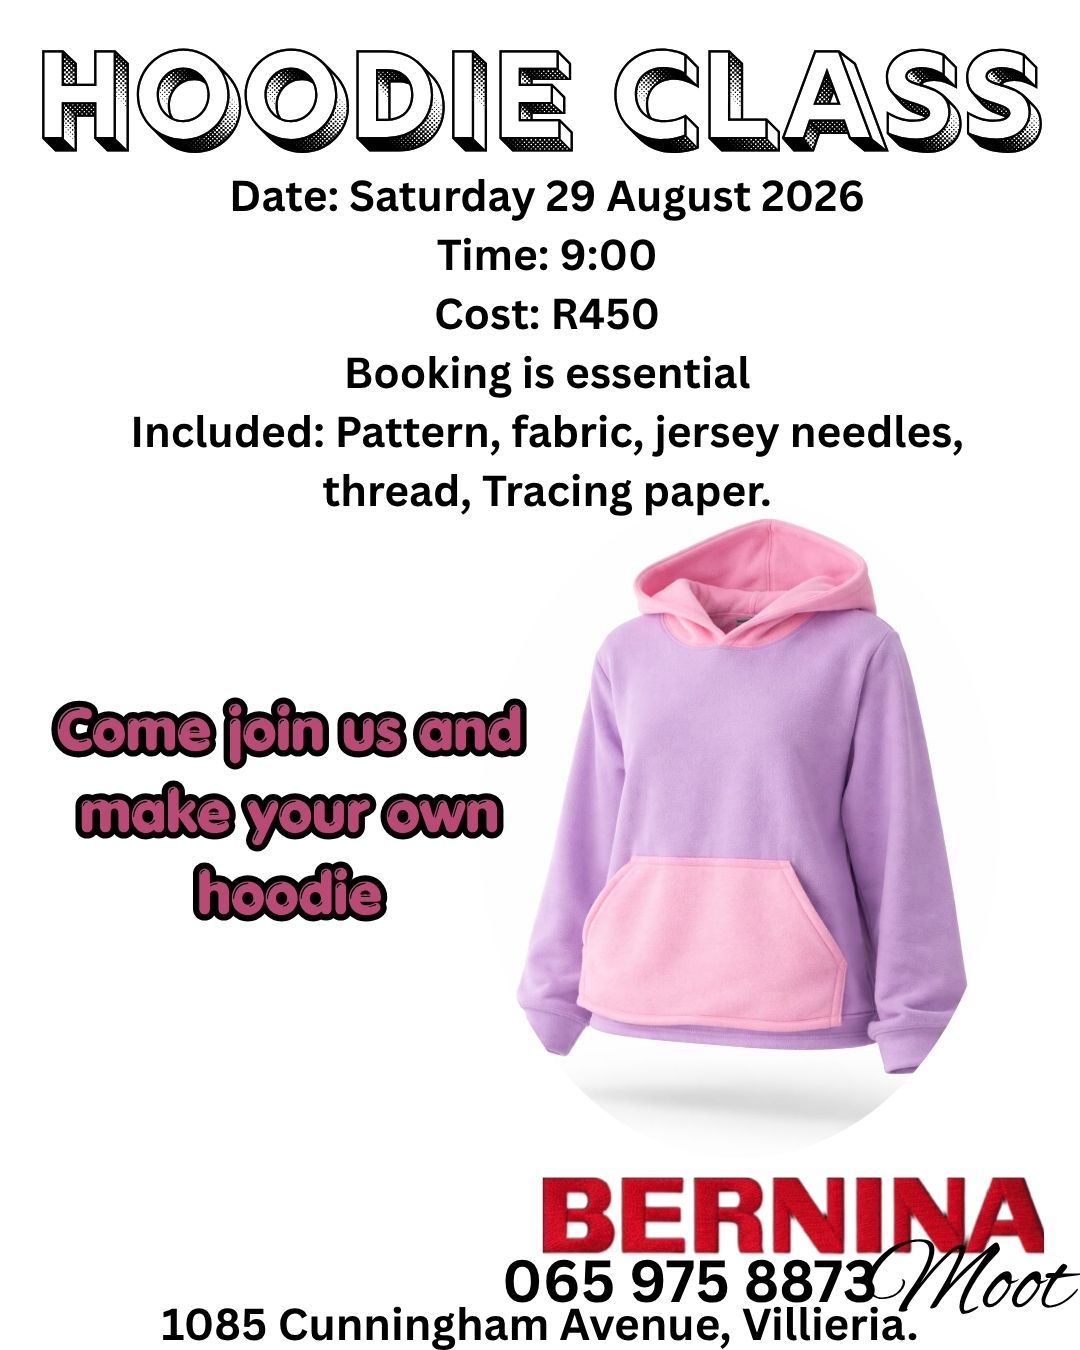 HOODIE CLASS
Date: Saturday 29 August 2026
Time: 9:00
Cost: R450
Booking is essential
Included: Pattern, fabric, jersey needles,
thread, Tracing paper.
Come join us and
make your own
hoodie
BERNINA
Moot
065 975 8873
1085 Cunningham Avenue, Villieria.